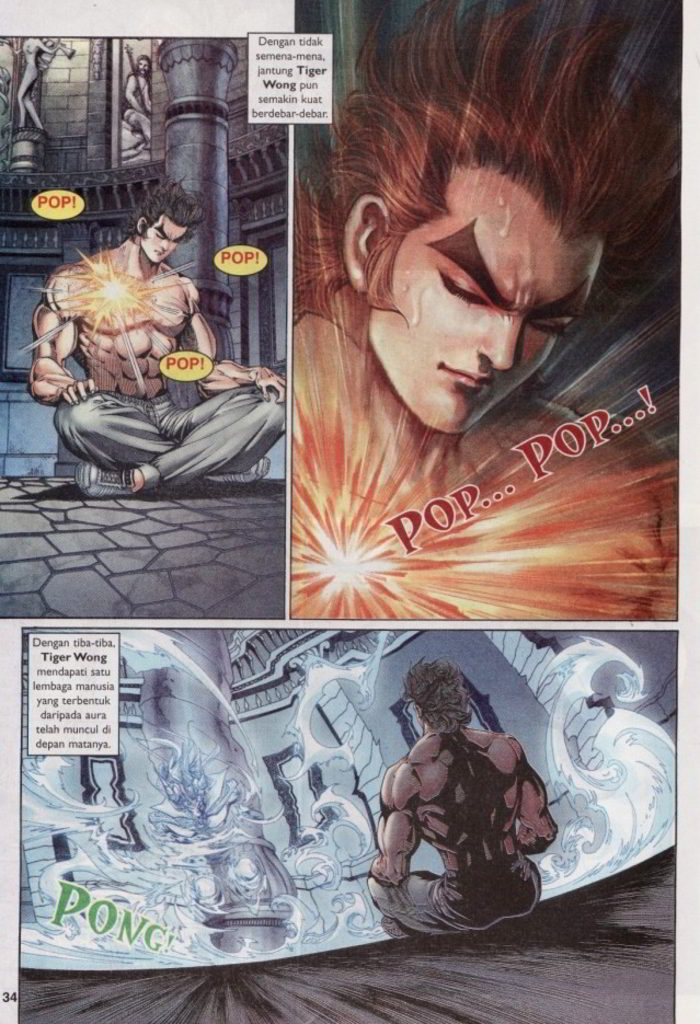 Dengan tidak
semena-mena,
jantung Tiger
Wong pun
semakin kuat
berdebar-debar.
POP!
POP!
POP!
POP... POP...!
Dengan tiba-tiba,
Tiger Wong
mendapati satu
lembaga manusia
yang terbentuk
daripada aura
telah muncul di
depan matanya.
PONG!
34